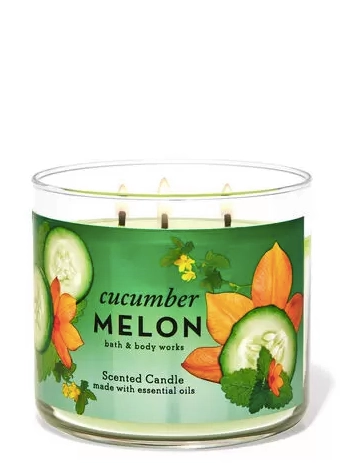 cucumber
MELON
bath & body works
Scented Candle
made with essential oils